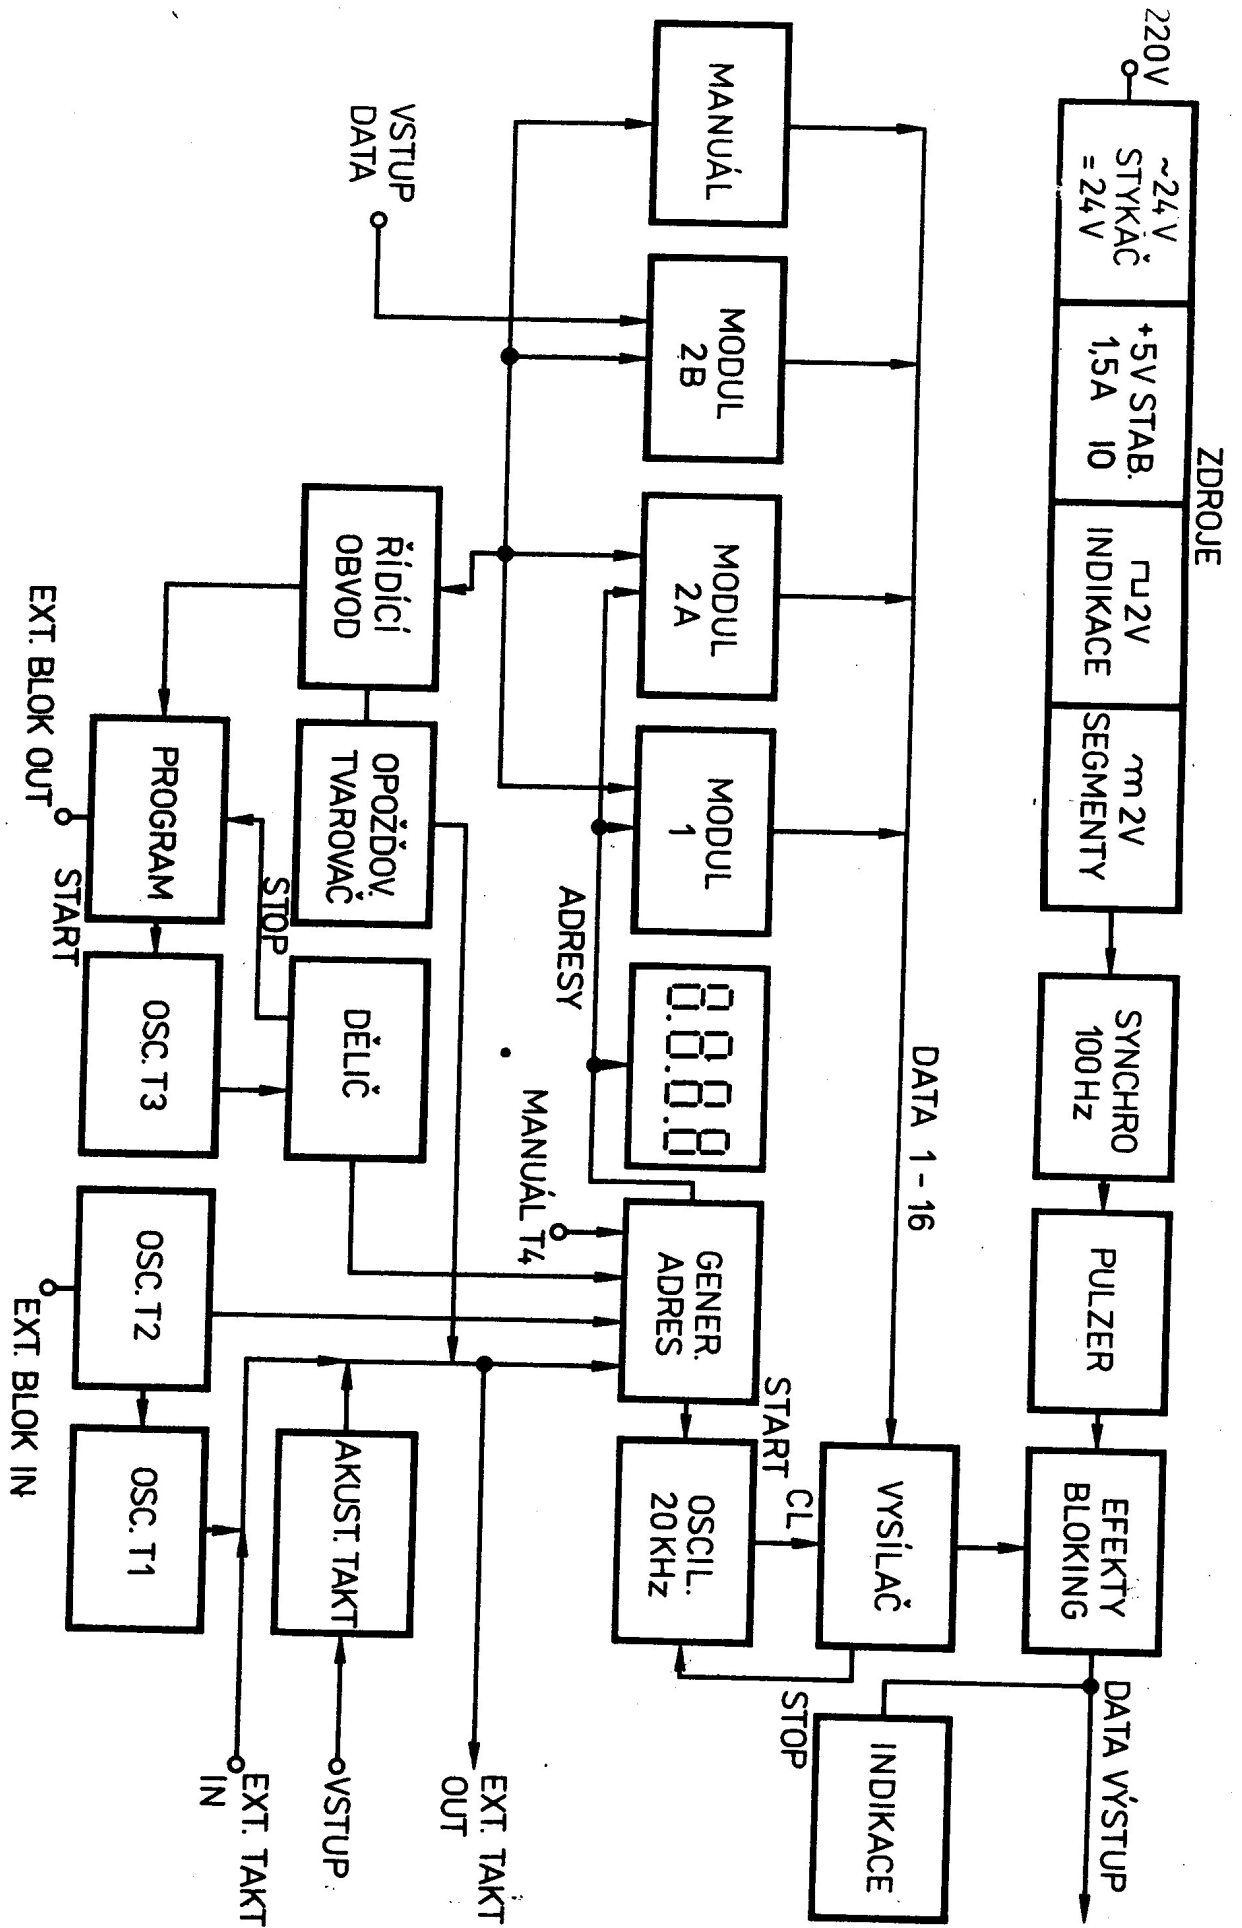 ZDROJE
220V
~24V
STYKAČ
=24V
+5V STAB.
1,5A IO
2V
INDIKACE
2V
SEGMENTY
SYNCHRO
100Hz
PULZER
EFEKTY
BLOKING
DATA VÝSTUP
DATA 1-16
VYSÍLAČ
INDIKACE
CL
START
STOP
MANUÁL
MODUL
2B
MODUL
2A
MODUL
1
8.8.8.8
GENER.
ADRES
OSCIL.
20KHz
ADRESY
MANUÁL T4
VSTUP
DATA
ŘÍDÍCÍ
OBVOD
OPOŽĎOV.
TVAROVAČ
DĚLIČ
AKUST. TAKT
EXT. TAKT
OUT
VSTUP
STOP
PROGRAM
OSC. T3
OSC. T2
OSC. T1
EXT. TAKT
IN
START
EXT. BLOK OUT
EXT. BLOK IN